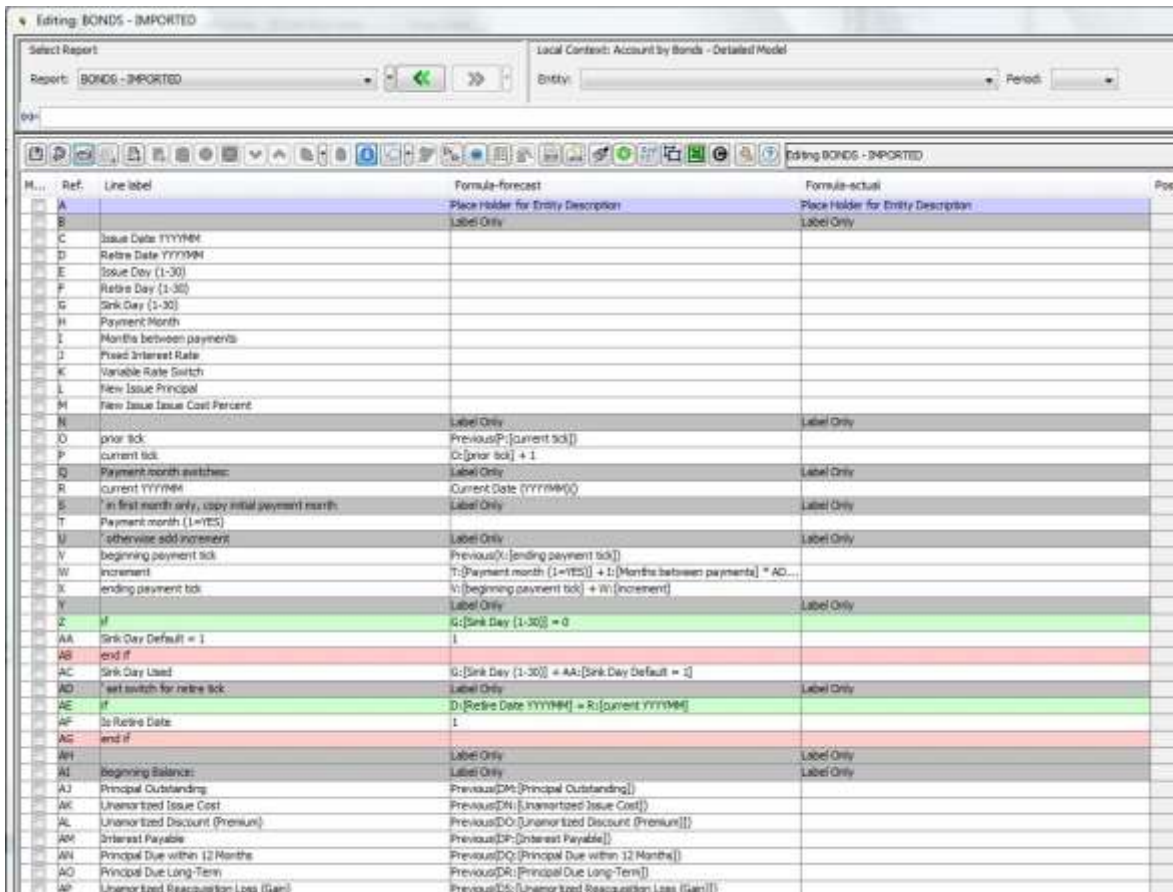 Editing: BONDS - IMPORTED
Select Report
Local Context: Account by Bonds - Detailed Model
Report: BONDS - IMPORTED
Entity:
Period:
Editing BONDS - IMPORTED
M... Ref. Line label Formula-forecast Formula-actual Pos
A Place Holder for Entity Description Place Holder for Entity Description
B Label Only Label Only
C Issue Date YYYYMM
D Retire Date YYYYMM
E Issue Day (1-30)
F Retire Day (1-30)
G Sink Day (1-30)
H Payment Month
I Months between payments
J Fixed Interest Rate
K Variable Rate Switch
L New Issue Principal
M New Issue Issue Cost Percent
N Label Only Label Only
O prior tick Previous(P:[current tick])
P current tick O:[prior tick] + 1
Q Payment month switches: Label Only Label Only
R current YYYYMM Current Date (YYYYMM)()
S ' in first month only, copy initial payment month Label Only Label Only
T Payment month (1=YES)
U ' otherwise add increment Label Only Label Only
V beginning payment tick Previous(X:[ending payment tick])
W increment T:[Payment month (1=YES)] + I:[Months between payments] * AD...
X ending payment tick V:[beginning payment tick] + W:[increment]
Y Label Only Label Only
Z if G:[Sink Day (1-30)] = 0
AA Sink Day Default = 1 1
AB end if
AC Sink Day Used G:[Sink Day (1-30)] + AA:[Sink Day Default = 1]
AD ' set switch for retire tick Label Only Label Only
AE if D:[Retire Date YYYYMM] = R:[current YYYYMM]
AF Is Retire Date 1
AG end if
AH Label Only Label Only
AI Beginning Balance: Label Only Label Only
AJ Principal Outstanding Previous(DM:[Principal Outstanding])
AK Unamortized Issue Cost Previous(DN:[Unamortized Issue Cost])
AL Unamortized Discount (Premium) Previous(DO:[Unamortized Discount (Premium)])
AM Interest Payable Previous(DP:[Interest Payable])
AN Principal Due within 12 Months Previous(DQ:[Principal Due within 12 Months])
AO Principal Due Long-Term Previous(DR:[Principal Due Long-Term])
AP Unamortized Reacquisition Loss (Gain) Previous(DS:[Unamortized Reacquisition Loss (Gain)])